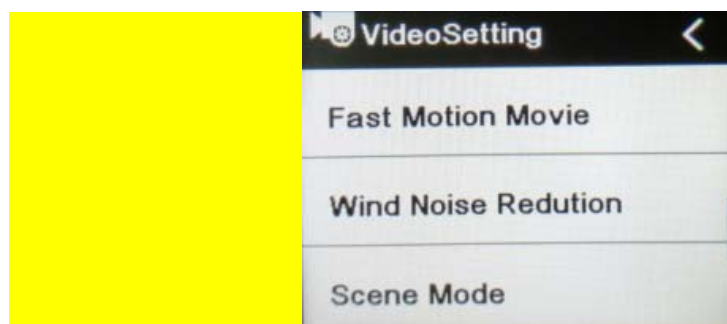 VideoSetting
Fast Motion Movie
Wind Noise Redution
Scene Mode